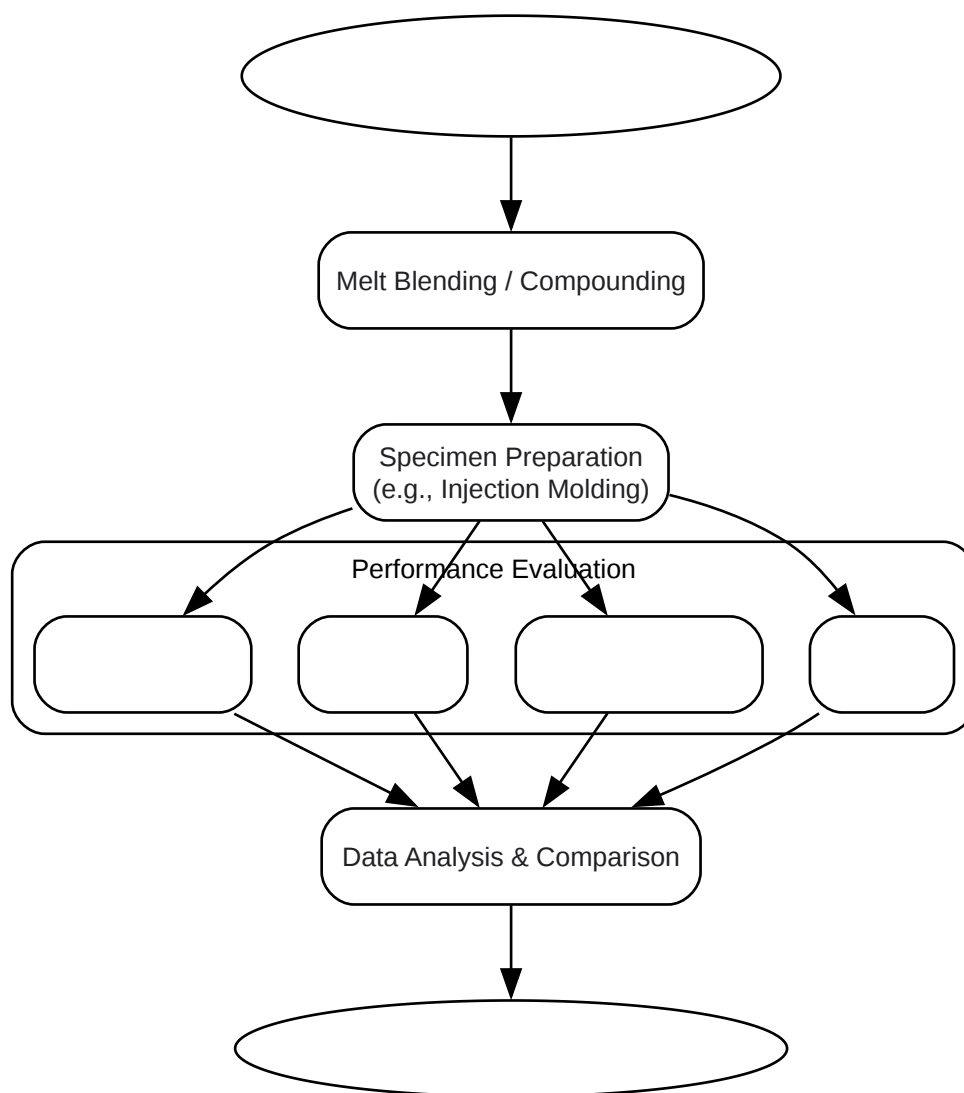 Melt Blending / Compounding
Specimen Preparation
(e.g., Injection Molding)
Performance Evaluation
Data Analysis & Comparison